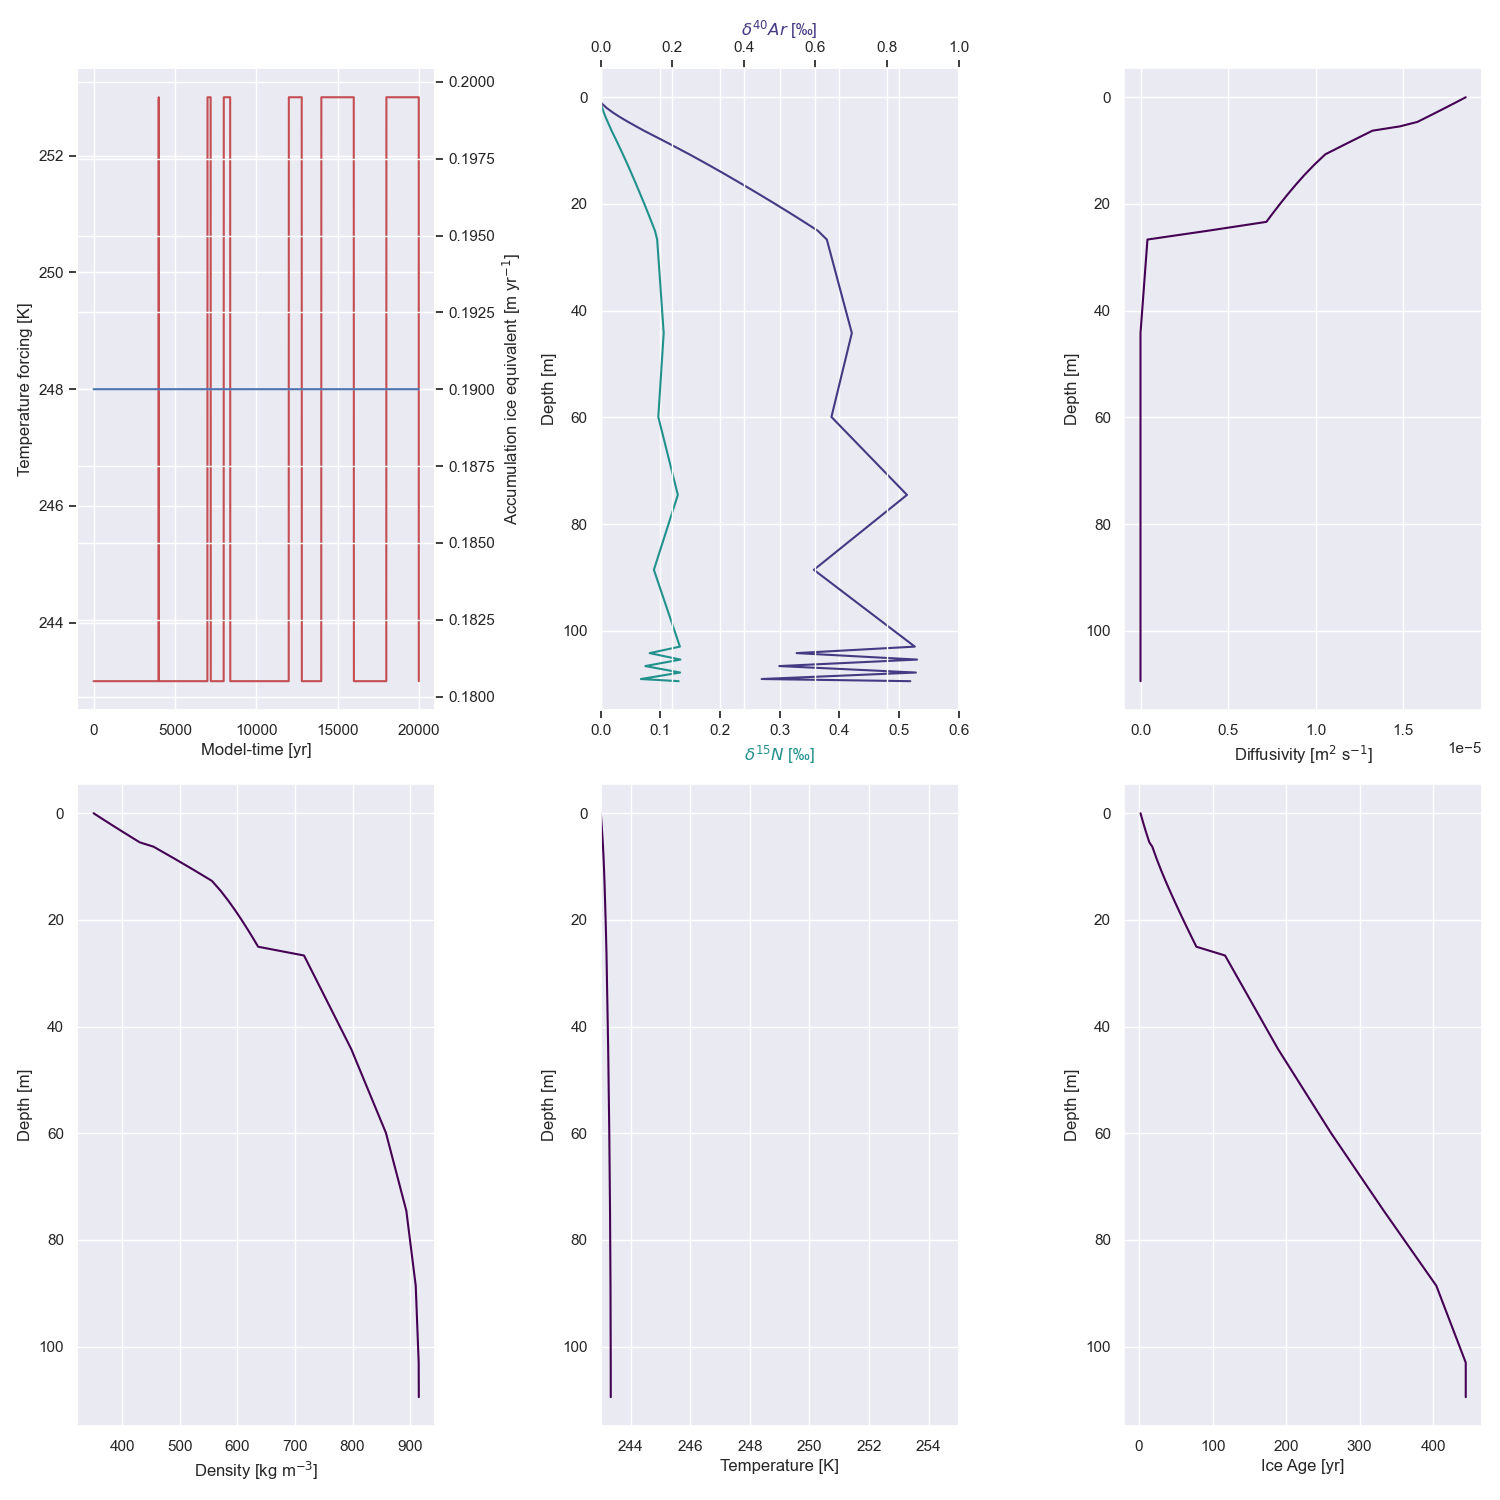 δ⁴⁰Ar [‰]
0.0 0.2 0.4 0.6 0.8 1.0
252
250
248
246
244
Temperature forcing [K]
0 5000 10000 15000 20000
Model-time [yr]
0.2000
0.1975
0.1950
0.1925
0.1900
0.1875
0.1850
0.1825
0.1800
Accumulation ice equivalent [m yr⁻¹]
0
20
40
60
80
100
Depth [m]
0.0 0.1 0.2 0.3 0.4 0.5 0.6
δ¹⁵N [‰]
0
20
40
60
80
100
Depth [m]
0.0 0.5 1.0 1.5
1e−5
Diffusivity [m² s⁻¹]
0
20
40
60
80
100
Depth [m]
400 500 600 700 800 900
Density [kg m⁻³]
0
20
40
60
80
100
Depth [m]
244 246 248 250 252 254
Temperature [K]
0
20
40
60
80
100
Depth [m]
0 100 200 300 400
Ice Age [yr]